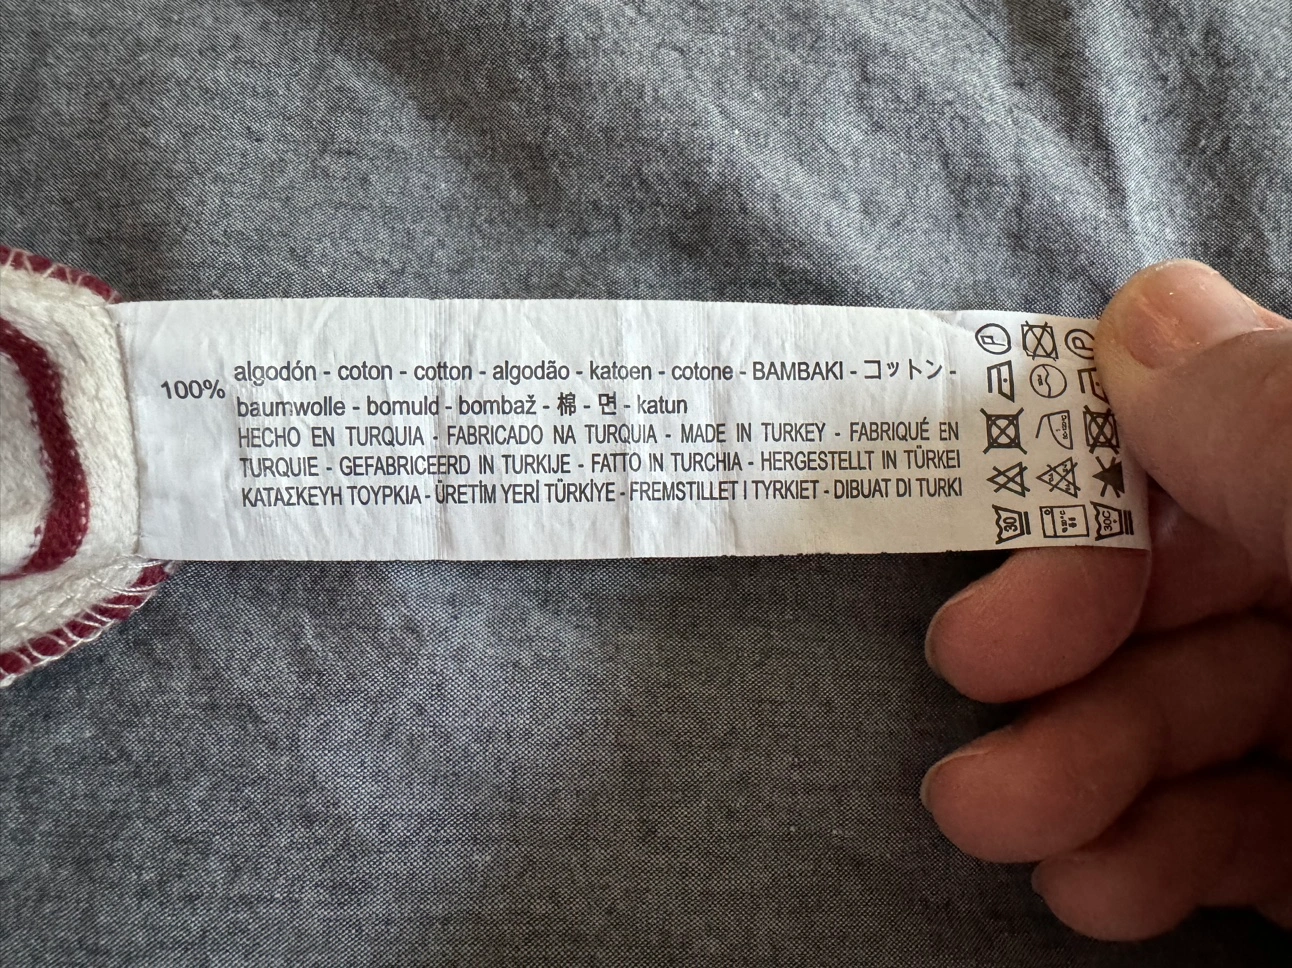 100% algodón - coton - cotton - algodão - katoen - cotone - BAMBAKI - コットン -
baumwolle - bomuld - bombaž - 棉 - 면 - katun
HECHO EN TURQUIA - FABRICADO NA TURQUIA - MADE IN TURKEY - FABRIQUÉ EN
TURQUIE - GEFABRICEERD IN TURKIJE - FATTO IN TURCHIA - HERGESTELLT IN TÜRKEI
ΚΑΤΑΣΚΕΥΗ ΤΟΥΡΚΙΑ - ÜRETİM YERİ TÜRKİYE - FREMSTILLET I TYRKIET - DIBUAT DI TURKI
P P
30 30C